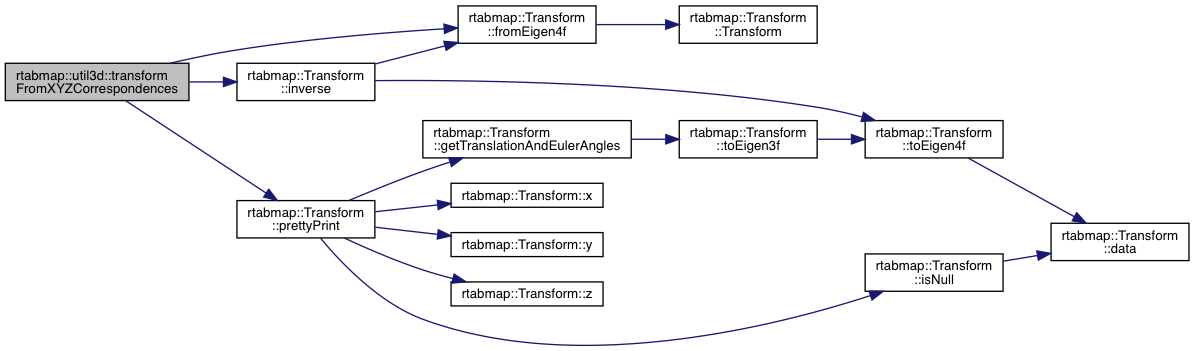 rtabmap::util3d::transform
FromXYZCorrespondences
rtabmap::Transform
::fromEigen4f
rtabmap::Transform
::Transform
rtabmap::Transform
::inverse
rtabmap::Transform
::getTranslationAndEulerAngles
rtabmap::Transform
::toEigen3f
rtabmap::Transform
::toEigen4f
rtabmap::Transform
::prettyPrint
rtabmap::Transform::x
rtabmap::Transform::y
rtabmap::Transform::z
rtabmap::Transform
::isNull
rtabmap::Transform
::data